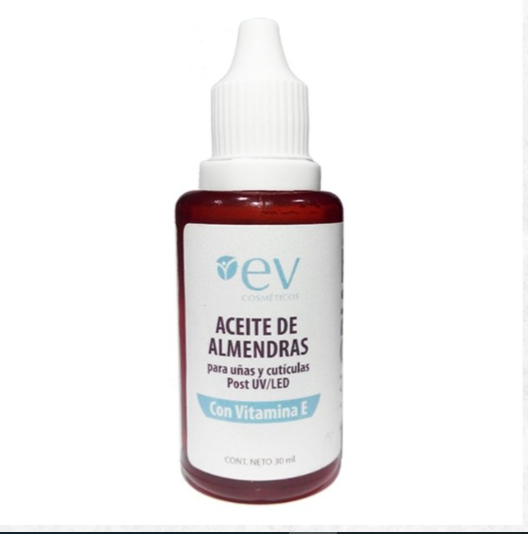 ev
COSMÉTICOS
ACEITE DE
ALMENDRAS
para uñas y cutículas
Post UV/LED
Con Vitamina E
CONT. NETO 30 ml.